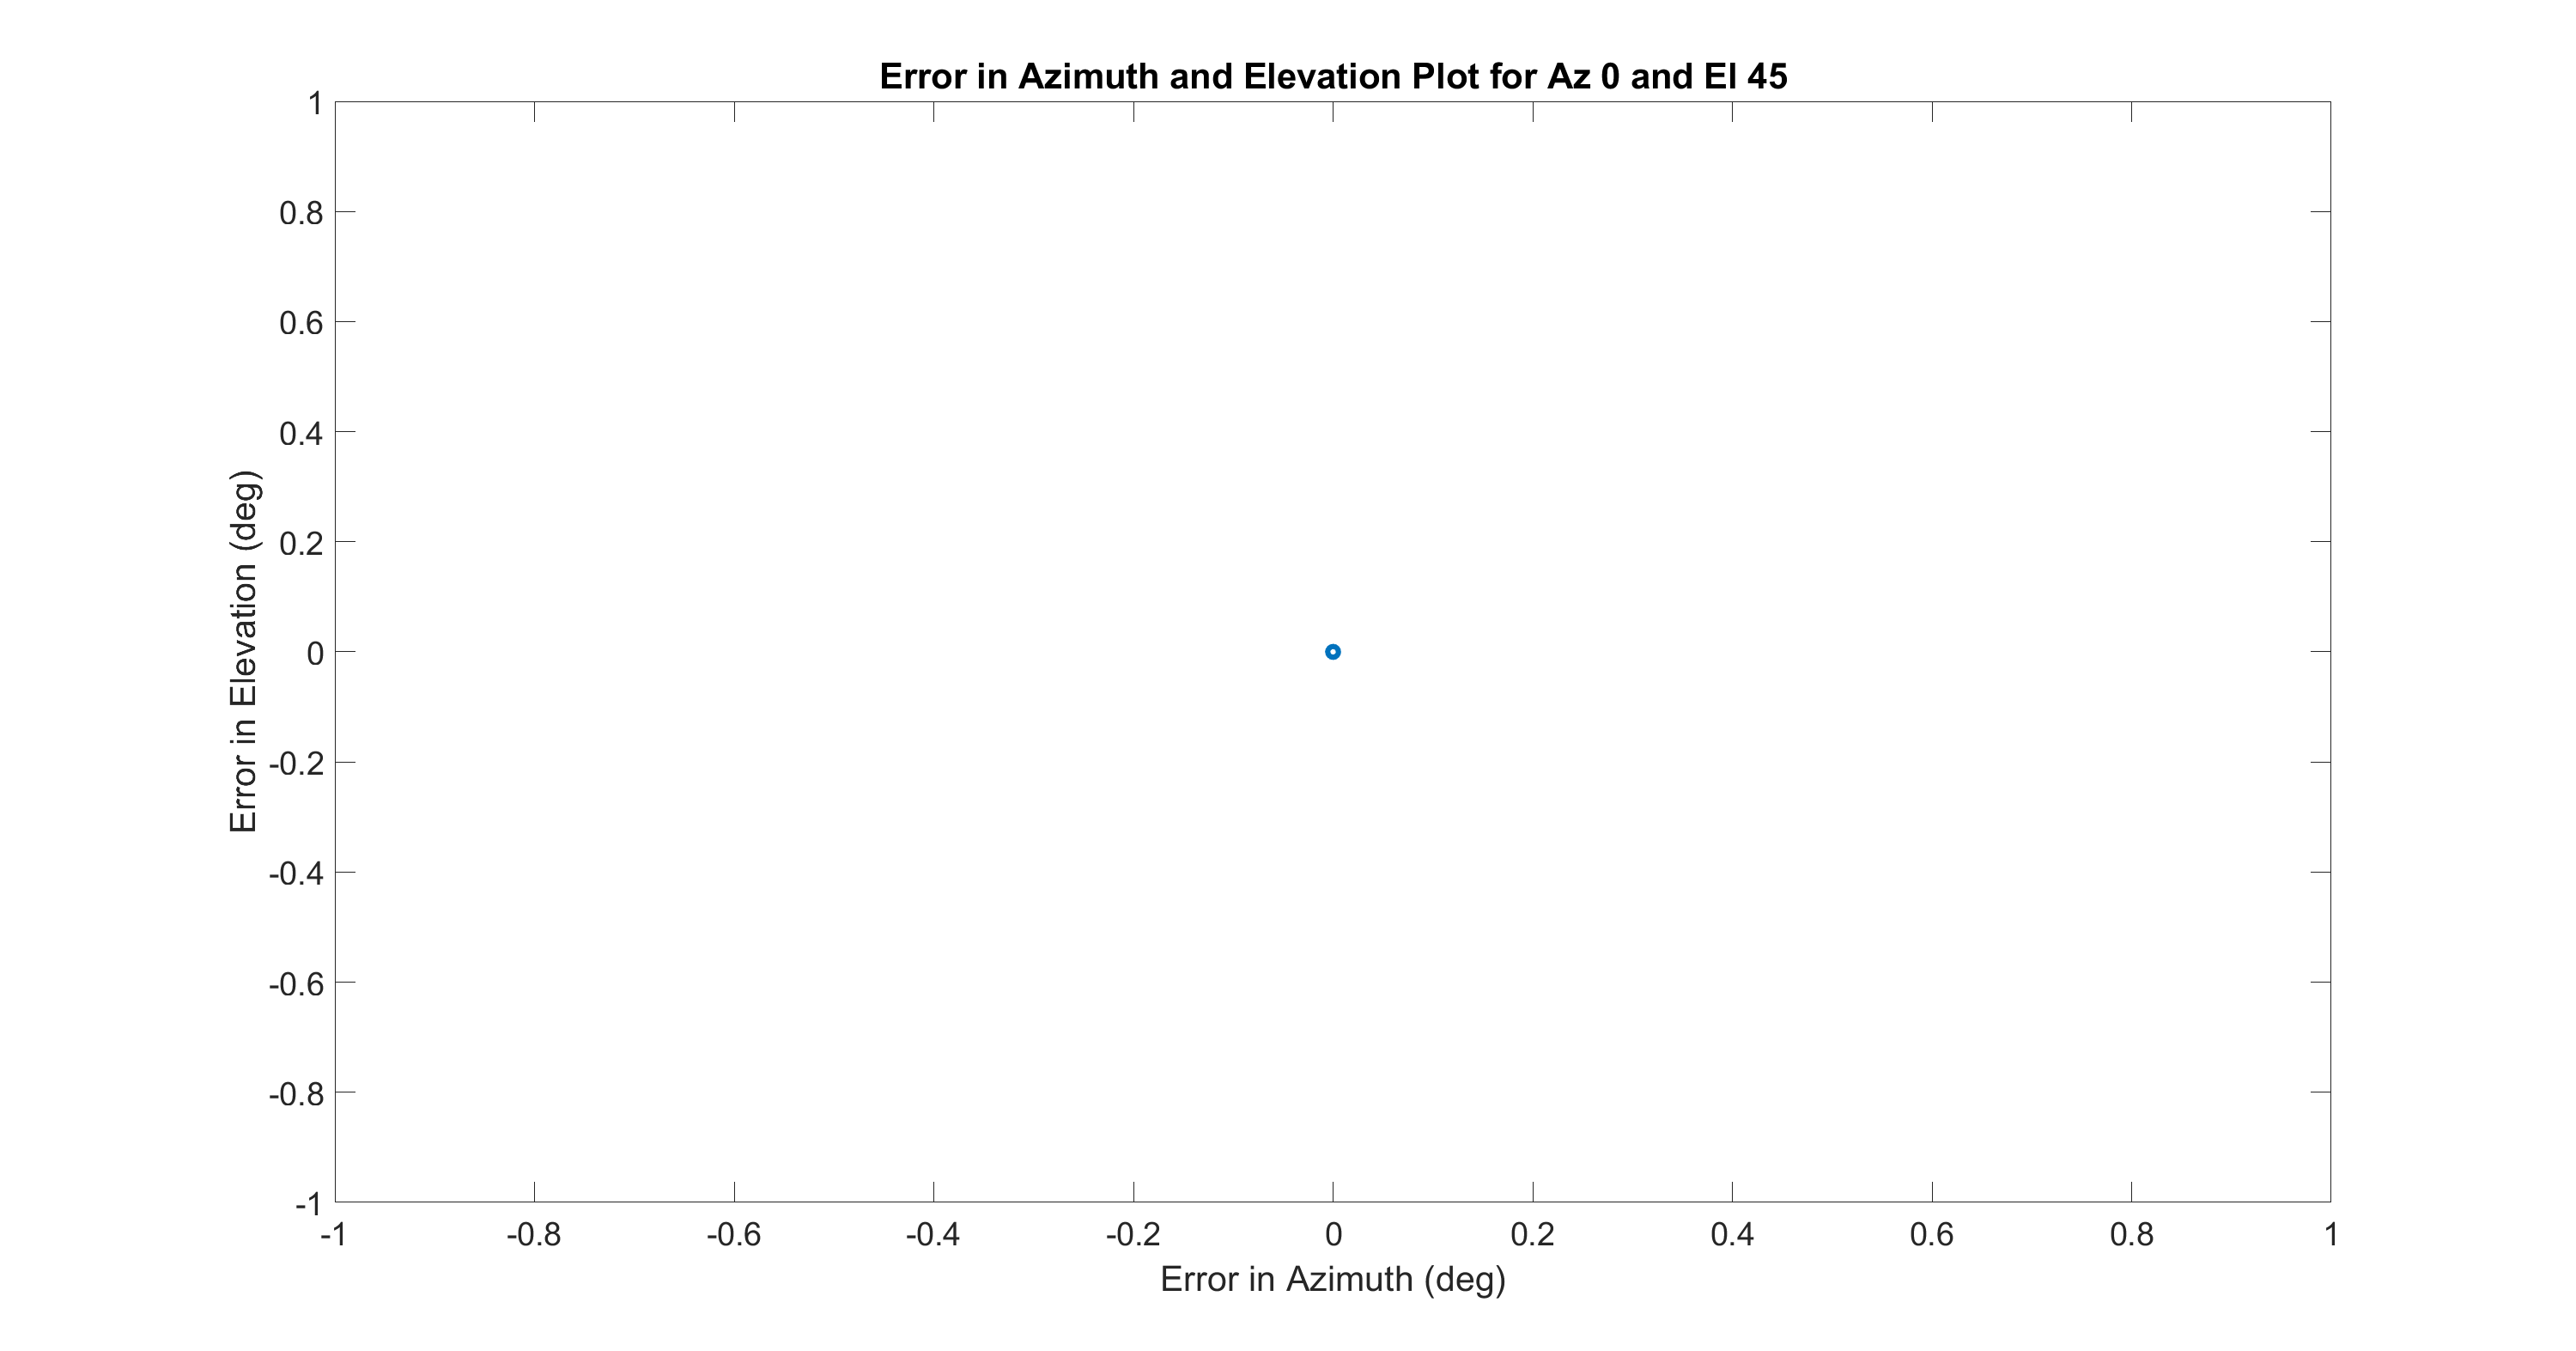 Error in Azimuth and Elevation Plot for Az 0 and El 45
1
0.8
0.6
0.4
0.2
0
-0.2
-0.4
-0.6
-0.8
-1
Error in Elevation (deg)
-1 -0.8 -0.6 -0.4 -0.2 0 0.2 0.4 0.6 0.8 1
Error in Azimuth (deg)